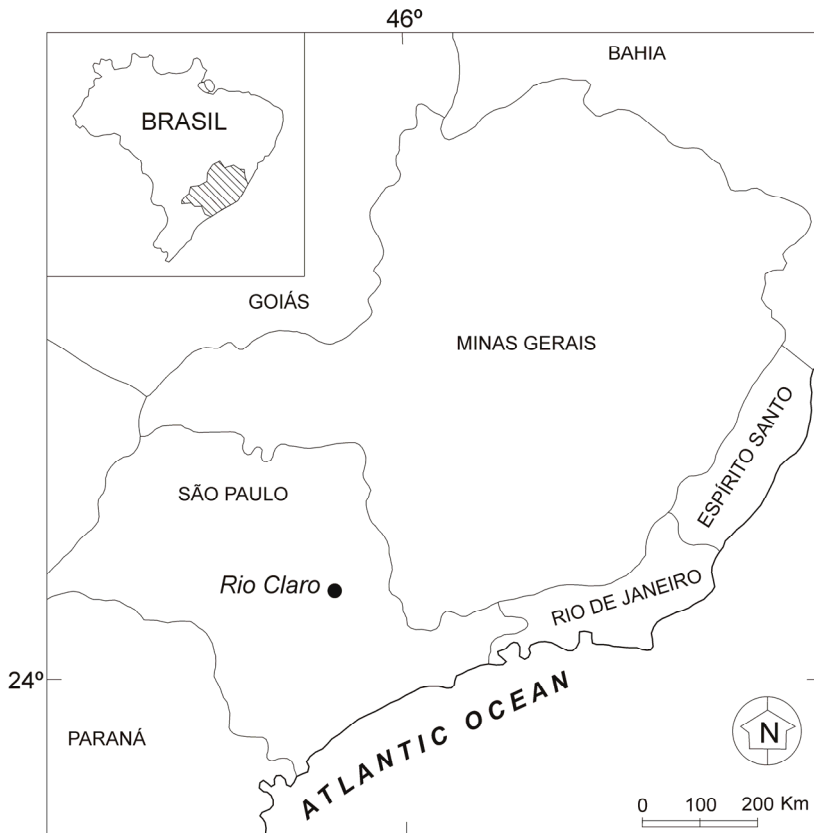 46º
BAHIA
BRASIL
GOIÁS
MINAS GERAIS
ESPÍRITO SANTO
SÃO PAULO
Rio Claro
RIO DE JANEIRO
24º
PARANÁ
ATLANTIC OCEAN
N
0 100 200 Km